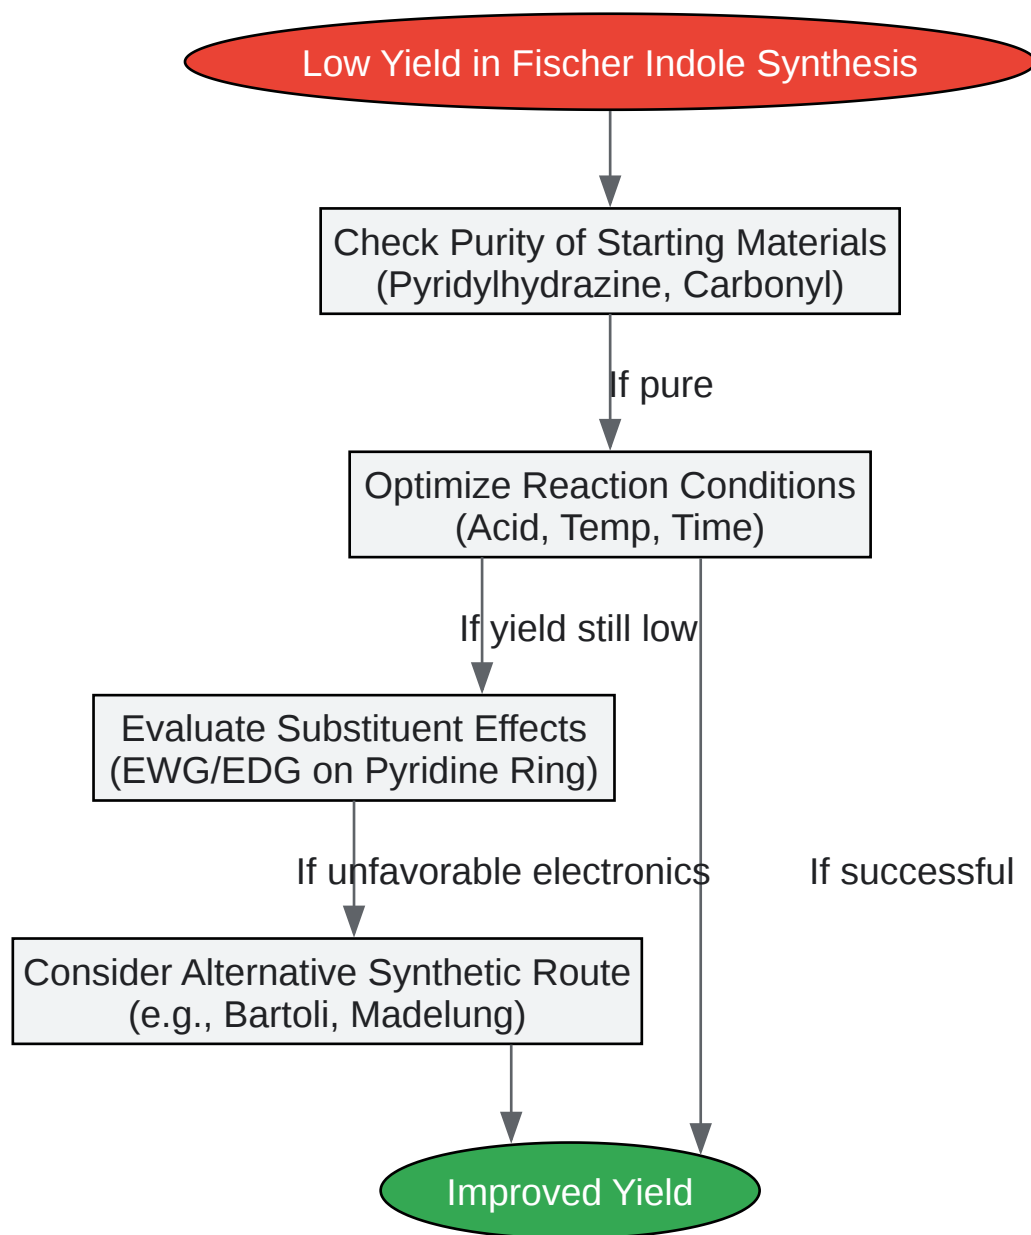 Low Yield in Fischer Indole Synthesis
Check Purity of Starting Materials
(Pyridylhydrazine, Carbonyl)
If pure
Optimize Reaction Conditions
(Acid, Temp, Time)
If yield still low
Evaluate Substituent Effects
(EWG/EDG on Pyridine Ring)
If unfavorable electronics
If successful
Consider Alternative Synthetic Route
(e.g., Bartoli, Madelung)
Improved Yield